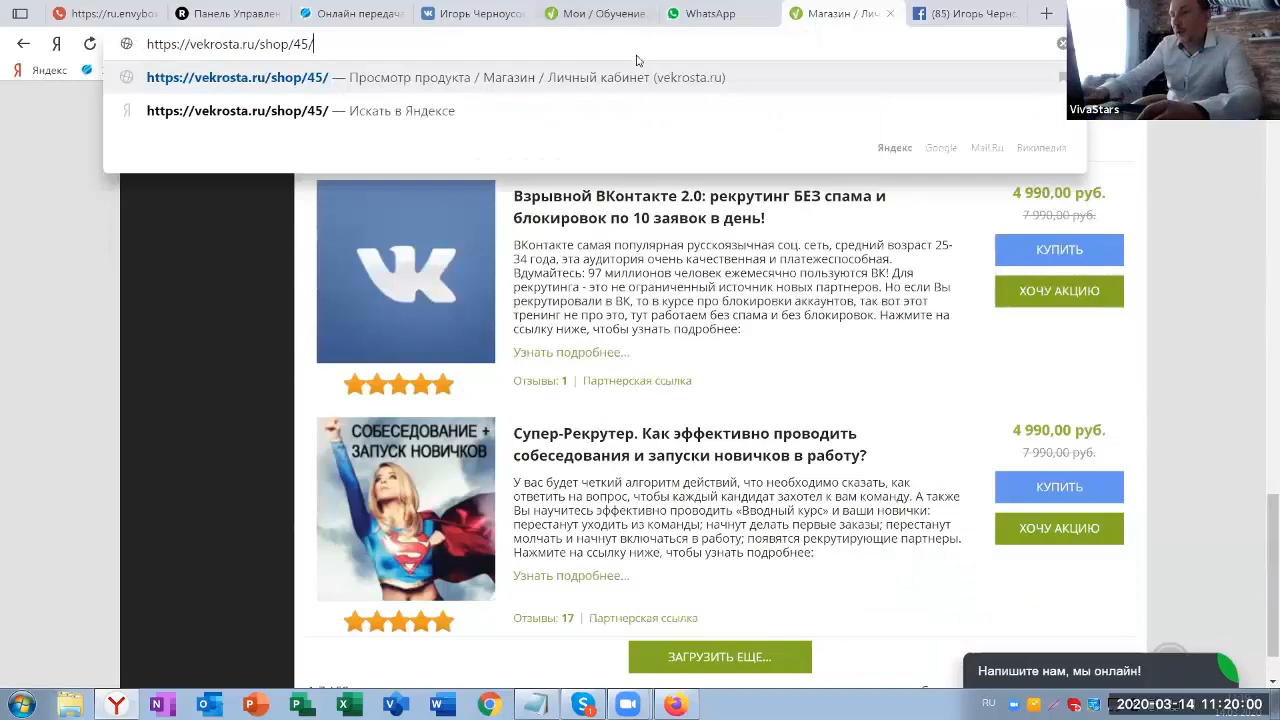 https://ru.envybox
Панель Управлен
Онлайн передача
Игорь Черноусов
Мои / Обучение
WhatsApp
Магазин / Лич
(85) Игорь Чернс
Я
https://vekrosta.ru/shop/45/
Яндекс
https://vekrosta.ru/shop/45/ — Просмотр продукта / Магазин / Личный кабинет (vekrosta.ru)
https://vekrosta.ru/shop/45/ — Искать в Яндексе
Яндекс Google Mail.Ru Википедия
VivaStars
Взрывной ВКонтакте 2.0: рекрутинг БЕЗ спама и
блокировок по 10 заявок в день!
ВКонтакте самая популярная русскоязычная соц. сеть, средний возраст 25-
34 года, эта аудитория очень качественная и платежеспособная.
Вдумайтесь: 97 миллионов человек ежемесячно пользуются ВК! Для
рекрутинга - это не ограниченный источник новых партнеров. Но если Вы
рекрутировали в ВК, то в курсе про блокировки аккаунтов, так вот этот
тренинг не про это, тут работаем без спама и без блокировок. Нажмите на
ссылку ниже, чтобы узнать подробнее:
Узнать подробнее...
Отзывы: 1 | Партнерская ссылка
4 990,00 руб.
7 990,00 руб.
КУПИТЬ
ХОЧУ АКЦИЮ
СОБЕСЕДОВАНИЕ +
ЗАПУСК НОВИЧКОВ
Супер-Рекрутер. Как эффективно проводить
собеседования и запуски новичков в работу?
У вас будет четкий алгоритм действий, что необходимо сказать, как
ответить на вопрос, чтобы каждый кандидат захотел к вам команду. А также
Вы научитесь эффективно проводить «Вводный курс» и ваши новички:
перестанут уходить из команды; начнут делать первые заказы; перестанут
молчать и начнут включаться в работу; появятся рекрутирующие партнеры.
Нажмите на ссылку ниже, чтобы узнать подробнее:
Узнать подробнее...
Отзывы: 17 | Партнерская ссылка
4 990,00 руб.
7 990,00 руб.
КУПИТЬ
ХОЧУ АКЦИЮ
ЗАГРУЗИТЬ ЕЩЕ...
Напишите нам, мы онлайн!
RU
2020-03-14 11:20:00